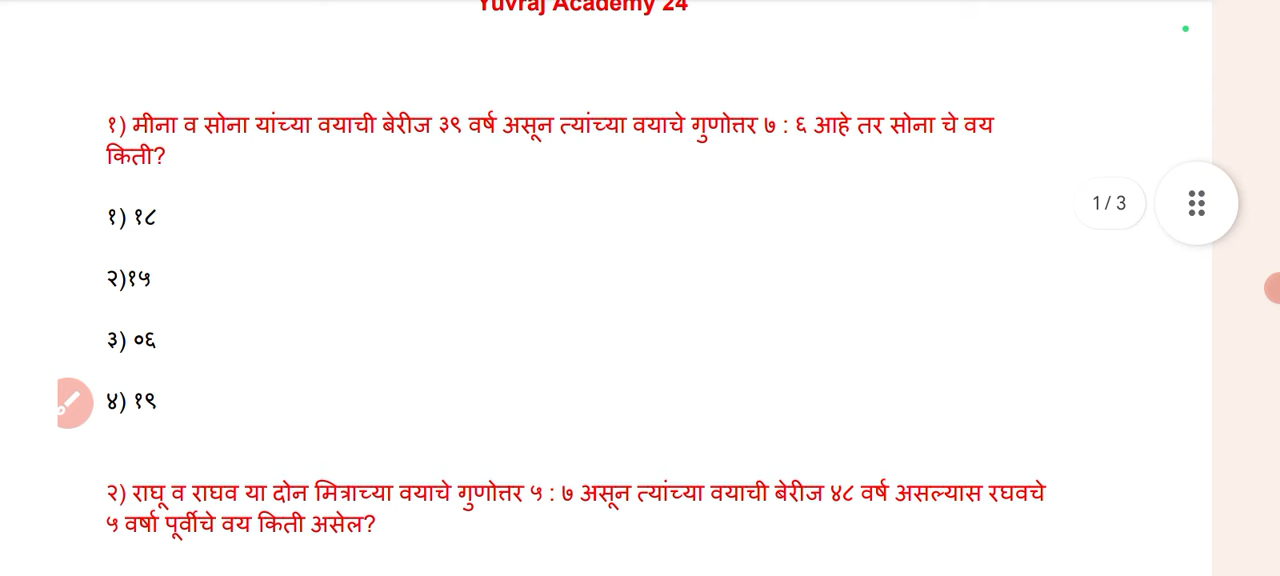 Yuvraj Academy 24
१) मीना व सोना यांच्या वयाची बेरीज ३९ वर्ष असून त्यांच्या वयाचे गुणोत्तर ७ : ६ आहे तर सोना चे वय
किती?
१) १८
1 / 3
२)१५
३) ०६
४) १९
२) राघू व राघव या दोन मित्राच्या वयाचे गुणोत्तर ५ : ७ असून त्यांच्या वयाची बेरीज ४८ वर्ष असल्यास रघवचे
५ वर्षा पूर्वीचे वय किती असेल?